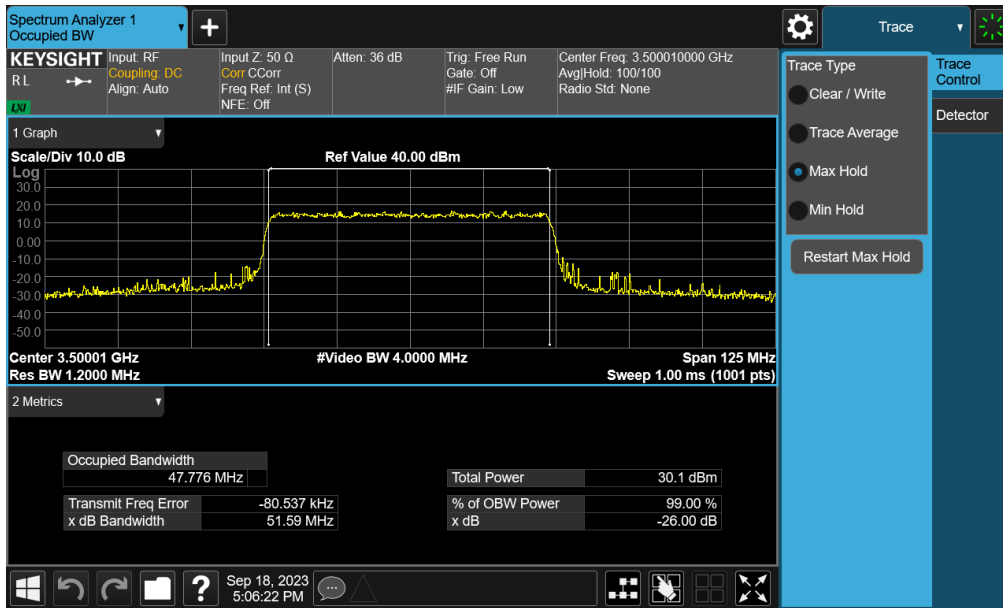 Spectrum Analyzer 1
Occupied BW
Trace
KEYSIGHT
R L
LXI
Input: RF
Coupling: DC
Align: Auto
Input Z: 50 Ω
Corr CCorr
Freq Ref: Int (S)
NFE: Off
Atten: 36 dB
Trig: Free Run
Gate: Off
#IF Gain: Low
Center Freq: 3.500010000 GHz
Avg|Hold: 100/100
Radio Std: None
Trace Type
Clear / Write
Trace Average
Max Hold
Min Hold
Restart Max Hold
Trace
Control
Detector
1 Graph
Scale/Div 10.0 dB
Ref Value 40.00 dBm
Log
30.0
20.0
10.0
0.00
-10.0
-20.0
-30.0
-40.0
-50.0
Center 3.50001 GHz
#Video BW 4.0000 MHz
Span 125 MHz
Res BW 1.2000 MHz
Sweep 1.00 ms (1001 pts)
2 Metrics
Occupied Bandwidth
47.776 MHz
Total Power 30.1 dBm
Transmit Freq Error -80.537 kHz
% of OBW Power 99.00 %
x dB Bandwidth 51.59 MHz
x dB -26.00 dB
?
Sep 18, 2023
5:06:22 PM